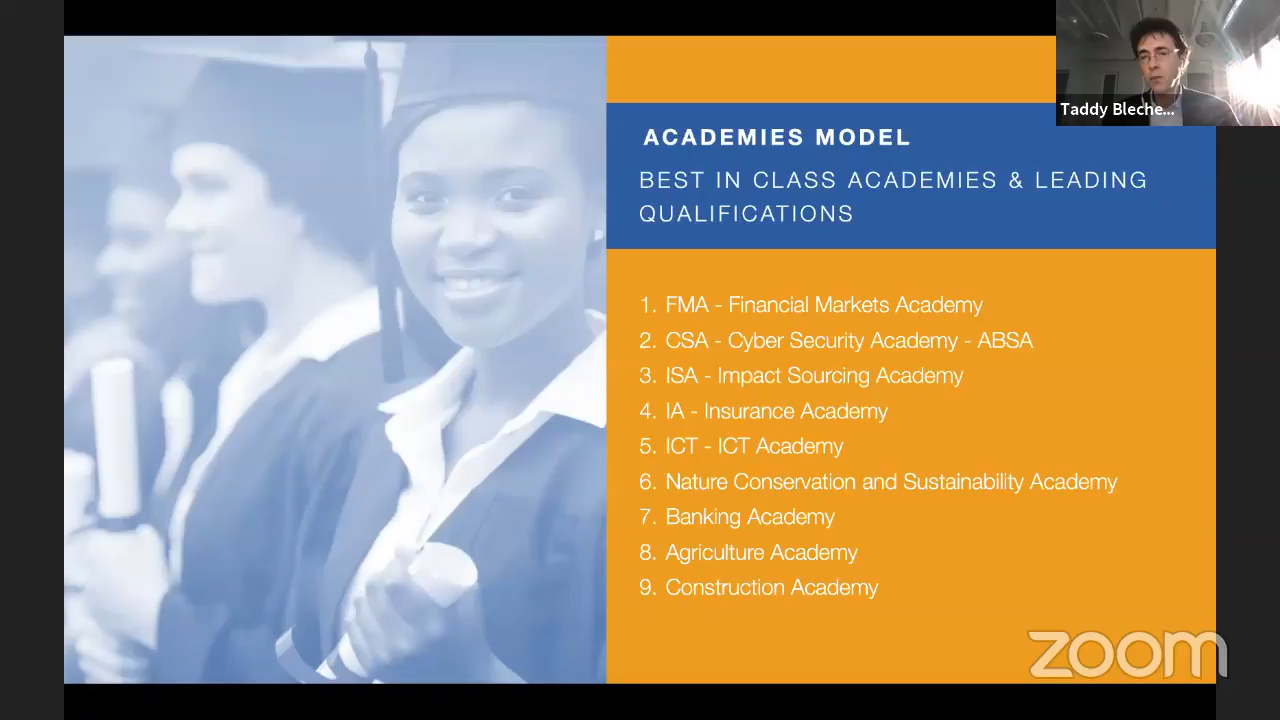 Taddy Bleche...
ACADEMIES MODEL
BEST IN CLASS ACADEMIES & LEADING
QUALIFICATIONS
1. FMA - Financial Markets Academy
2. CSA - Cyber Security Academy - ABSA
3. ISA - Impact Sourcing Academy
4. IA - Insurance Academy
5. ICT - ICT Academy
6. Nature Conservation and Sustainability Academy
7. Banking Academy
8. Agriculture Academy
9. Construction Academy
zoom